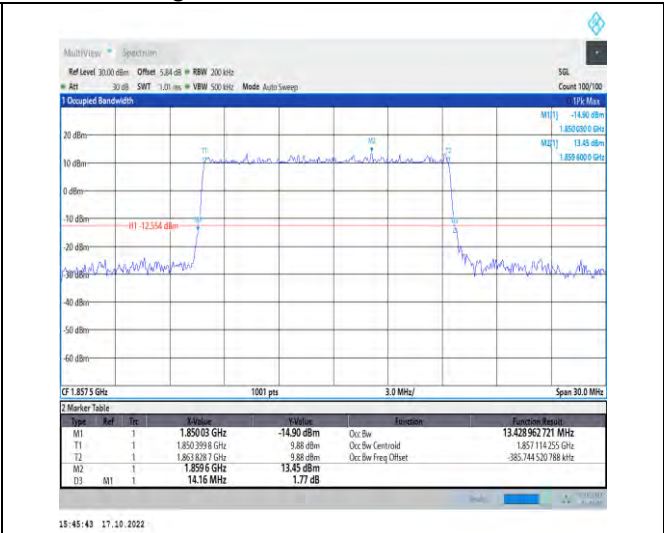 MultiView Spectrum
Ref Level 30.00 dBm Offset 5.84 dB RBW 200 kHz SGL
Att 30 dB SWT 1.01 ms VBW 500 kHz Mode Auto Sweep Count 100/100
1 Occupied Bandwidth 1Pk Max
M1[1] -14.90 dBm
1.850 030 0 GHz
M2[1] 13.45 dBm
1.859 600 0 GHz
20 dBm
M2
T1 T2
10 dBm
0 dBm
-10 dBm
H1 -12.554 dBm
-20 dBm
-30 dBm
-40 dBm
-50 dBm
-60 dBm
CF 1.857 5 GHz 1001 pts 3.0 MHz/ Span 30.0 MHz
2 Marker Table
Type Ref Trc X-Value Y-Value Function Function Result
M1 1 1.85003 GHz -14.90 dBm Occ Bw 13.428 962 721 MHz
T1 1 1.850 399 8 GHz 9.88 dBm Occ Bw Centroid 1.857 114 255 GHz
T2 1 1.863 828 7 GHz 9.88 dBm Occ Bw Freq Offset -385.744 520 788 kHz
M2 1 1.859 6 GHz 13.45 dBm
D3 M1 1 14.16 MHz 1.77 dB
15:45:43 17.10.2022